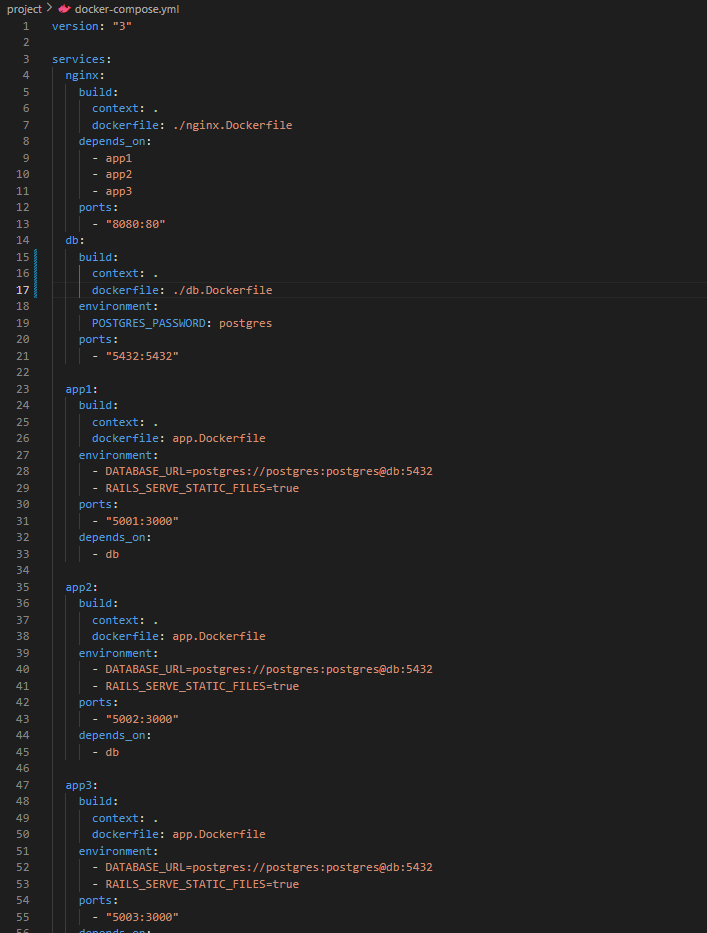 project > docker-compose.yml
1 version: "3"
2
3 services:
4 nginx:
5 build:
6 context: .
7 dockerfile: ./nginx.Dockerfile
8 depends_on:
9 - app1
10 - app2
11 - app3
12 ports:
13 - "8080:80"
14 db:
15 build:
16 context: .
17 dockerfile: ./db.Dockerfile
18 environment:
19 POSTGRES_PASSWORD: postgres
20 ports:
21 - "5432:5432"
22
23 app1:
24 build:
25 context: .
26 dockerfile: app.Dockerfile
27 environment:
28 - DATABASE_URL=postgres://postgres:postgres@db:5432
29 - RAILS_SERVE_STATIC_FILES=true
30 ports:
31 - "5001:3000"
32 depends_on:
33 - db
34
35 app2:
36 build:
37 context: .
38 dockerfile: app.Dockerfile
39 environment:
40 - DATABASE_URL=postgres://postgres:postgres@db:5432
41 - RAILS_SERVE_STATIC_FILES=true
42 ports:
43 - "5002:3000"
44 depends_on:
45 - db
46
47 app3:
48 build:
49 context: .
50 dockerfile: app.Dockerfile
51 environment:
52 - DATABASE_URL=postgres://postgres:postgres@db:5432
53 - RAILS_SERVE_STATIC_FILES=true
54 ports:
55 - "5003:3000"
56 depends_on: